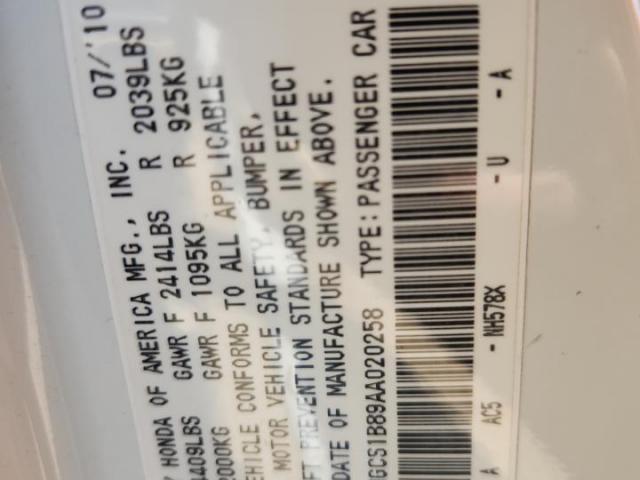 HONDA OF AMERICA MFG., INC. 07/'10
4409LBS GAWR F 2414LBS R 2039LBS
2000KG GAWR F 1095KG R 925KG
VEHICLE CONFORMS TO ALL APPLICABLE
MOTOR VEHICLE SAFETY, BUMPER,
FT PREVENTION STANDARDS IN EFFECT
DATE OF MANUFACTURE SHOWN ABOVE.
GCS1B89AA020258 TYPE: PASSENGER CAR
A AC5 - NH578X - U - A